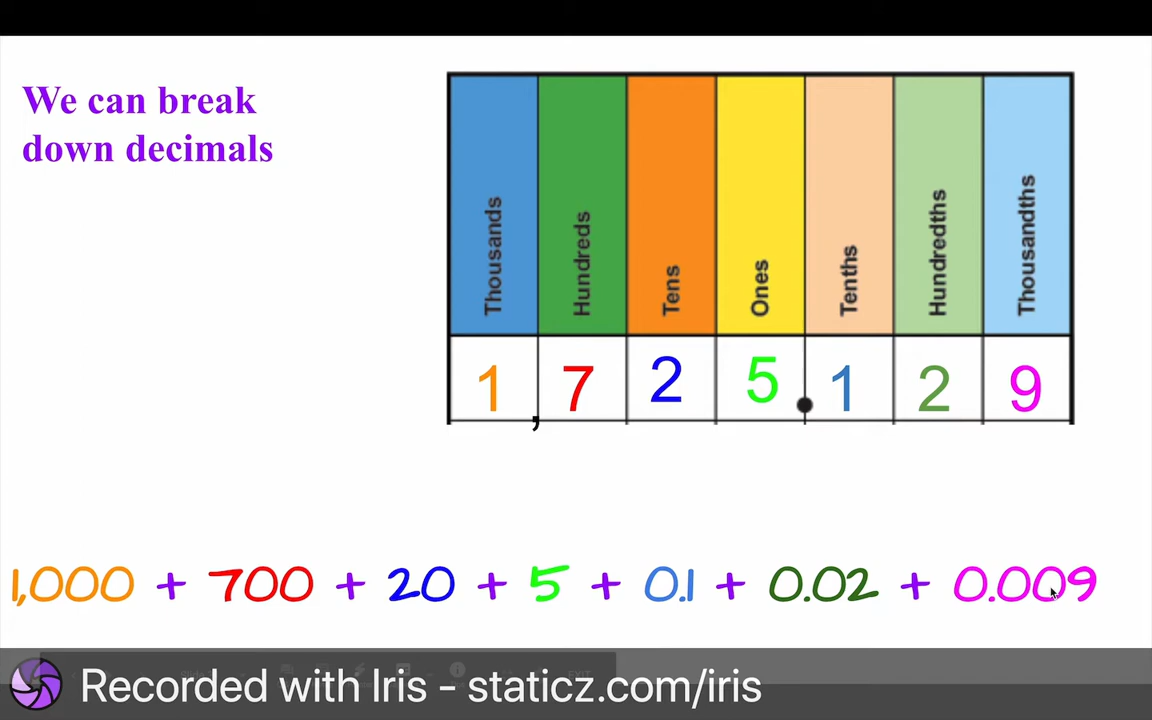 We can break
down decimals
Thousands Hundreds Tens Ones Tenths Hundredths Thousandths
1,725.129
1,000 + 700 + 20 + 5 + 0.1 + 0.02 + 0.009
Recorded with Iris - staticz.com/iris